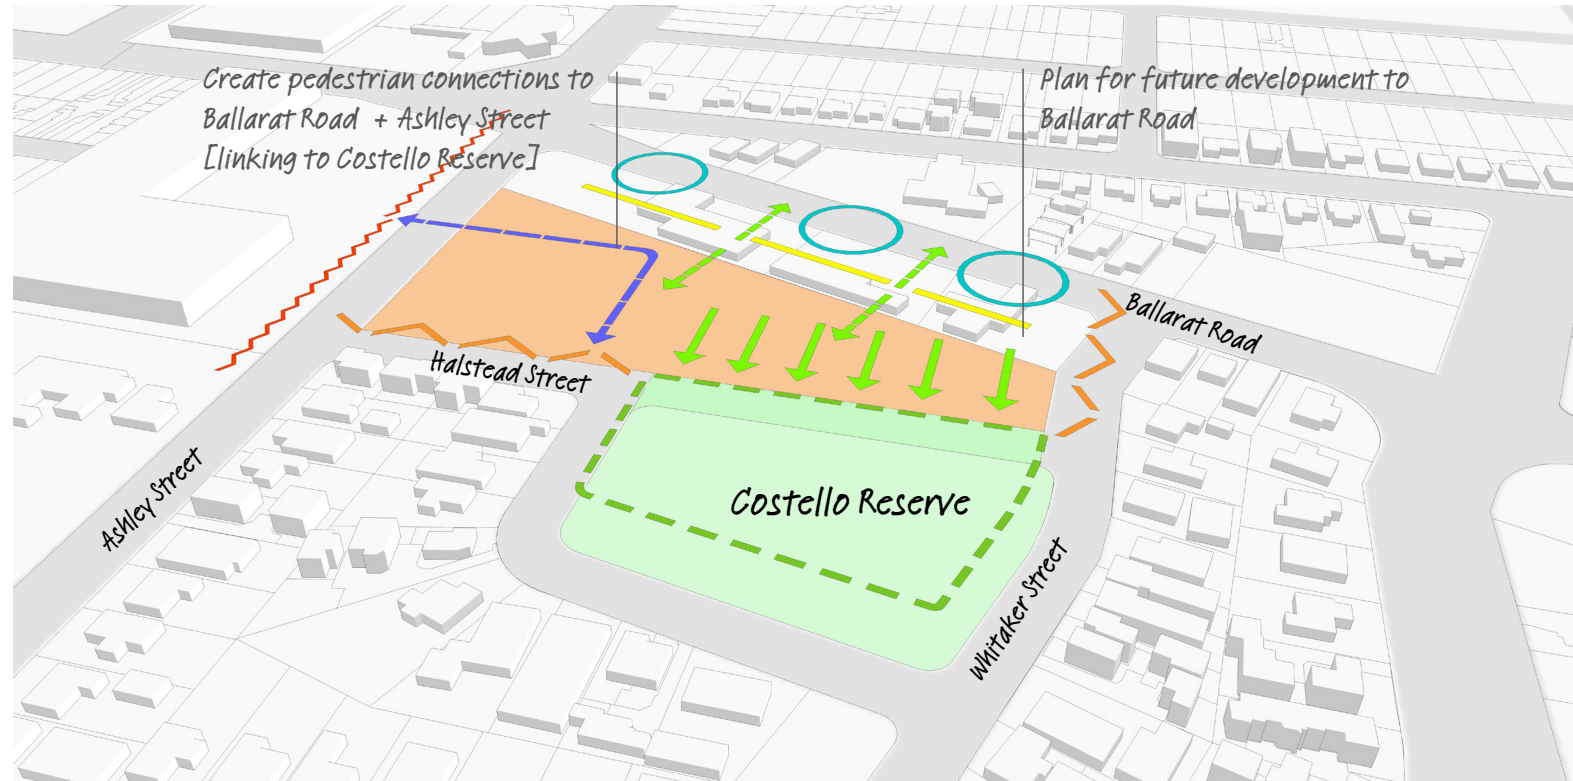 Create pedestrian connections to
Ballarat Road + Ashley Street
[linking to Costello Reserve]
Plan for future development to
Ballarat Road
Ballarat Road
Halstead Street
Ashley Street
Costello Reserve
Whitaker Street